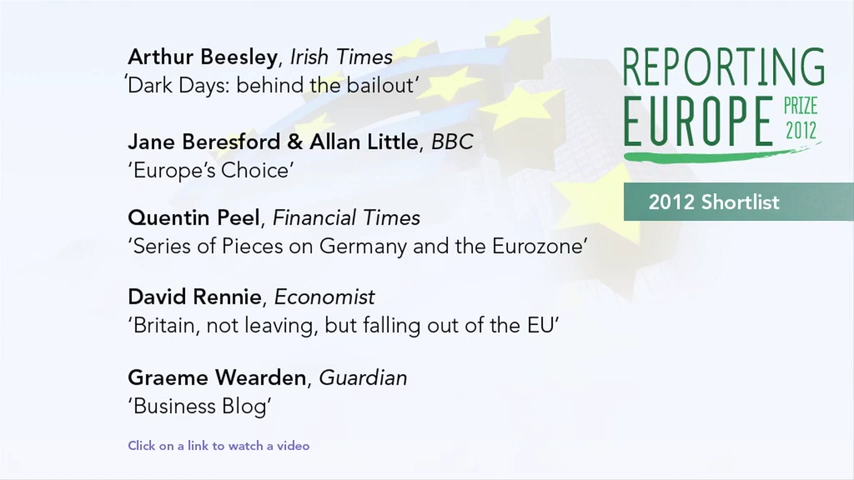 Arthur Beesley, Irish Times
‘Dark Days: behind the bailout’
Jane Beresford & Allan Little, BBC
‘Europe’s Choice’
Quentin Peel, Financial Times
‘Series of Pieces on Germany and the Eurozone’
David Rennie, Economist
‘Britain, not leaving, but falling out of the EU’
Graeme Wearden, Guardian
‘Business Blog’
Click on a link to watch a video
REPORTING
EUROPE
PRIZE
2012
2012 Shortlist